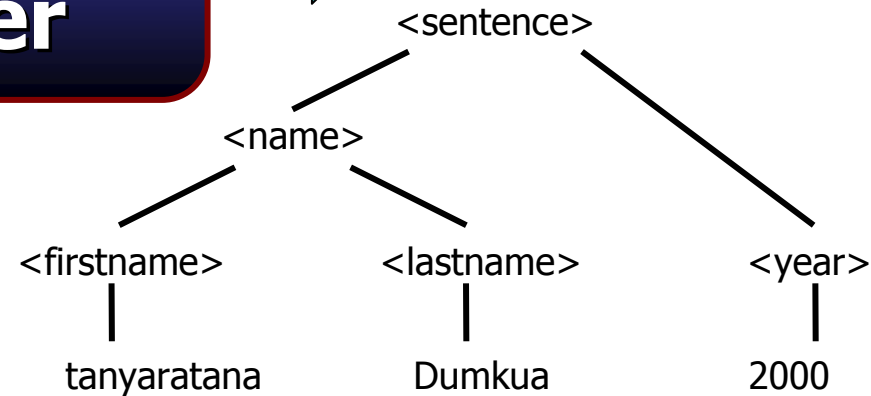 er
<sentence>
<name>
<firstname> <lastname> <year>
tanyaratana Dumkua 2000